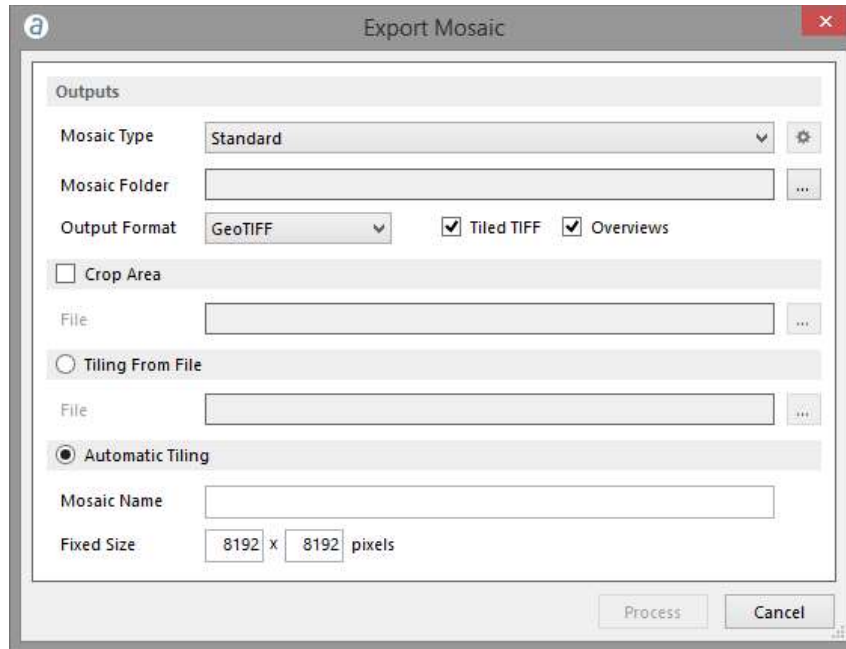 a Export Mosaic x
Outputs
Mosaic Type Standard
Mosaic Folder ...
Output Format GeoTIFF Tiled TIFF Overviews
Crop Area
File ...
Tiling From File
File ...
Automatic Tiling
Mosaic Name
Fixed Size 8192 x 8192 pixels
Process Cancel